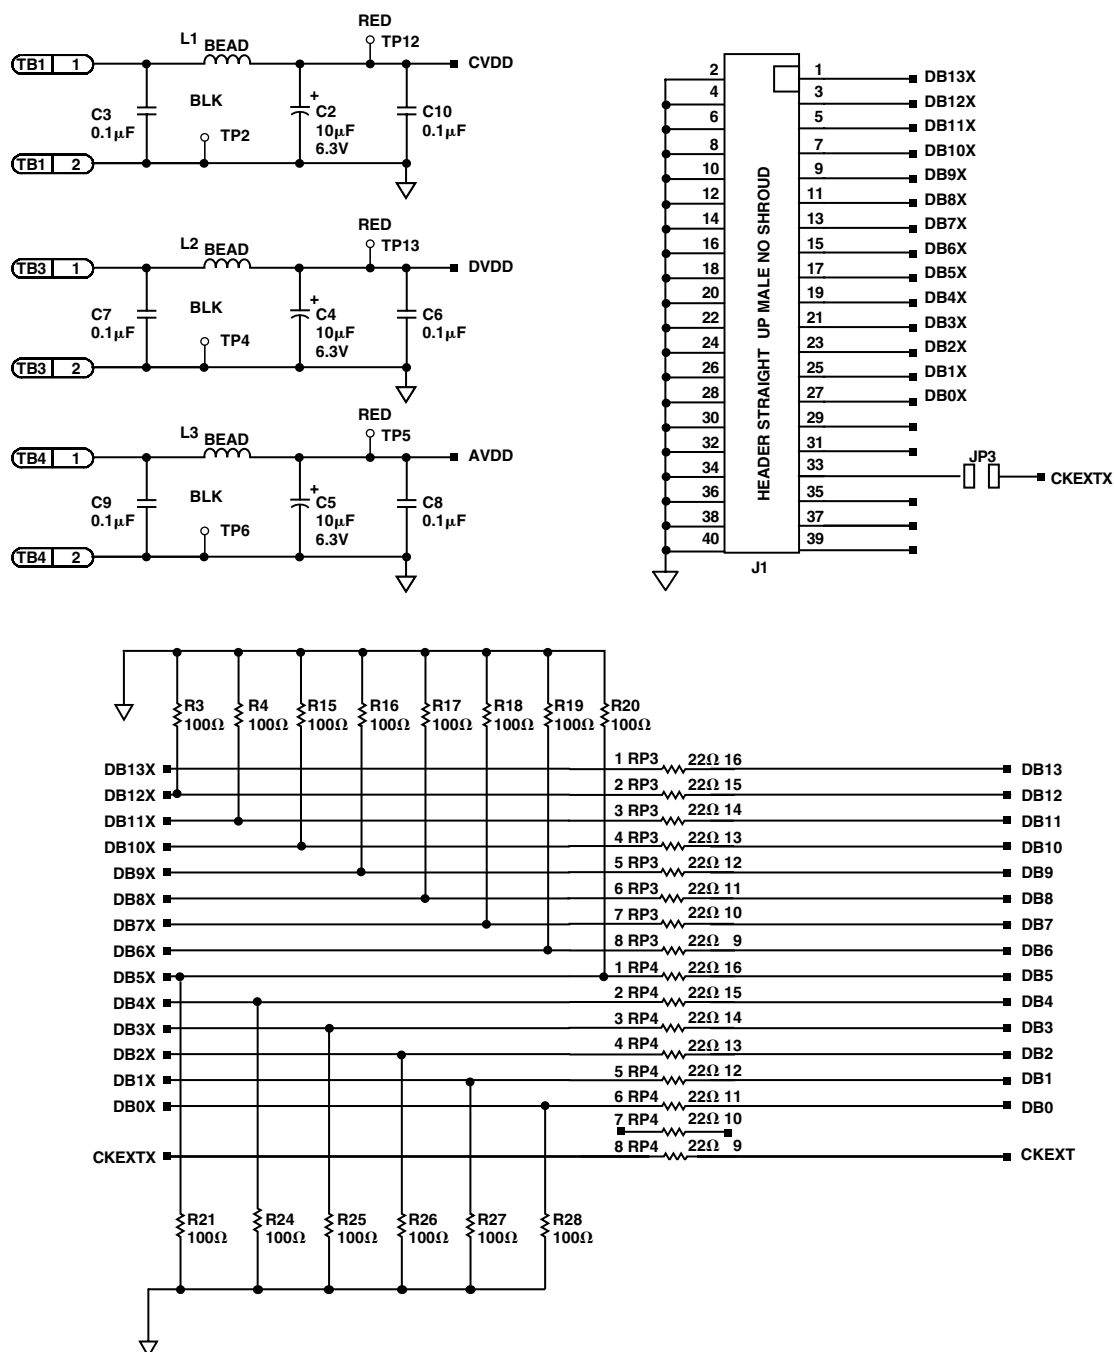 RED
L1 BEAD TP12
TB1 1 CVDD
BLK
C3 0.1µF
TP2
+ C2 10µF 6.3V
C10 0.1µF
TB1 2
RED
L2 BEAD TP13
TB3 1 DVDD
BLK
C7 0.1µF
TP4
+ C4 10µF 6.3V
C6 0.1µF
TB3 2
RED
L3 BEAD TP5
TB4 1 AVDD
BLK
C9 0.1µF
TP6
+ C5 10µF 6.3V
C8 0.1µF
TB4 2
2 1 DB13X
4 3 DB12X
6 5 DB11X
8 7 DB10X
10 9 DB9X
12 11 DB8X
14 13 DB7X
16 15 DB6X
18 17 DB5X
20 19 DB4X
22 21 DB3X
24 23 DB2X
26 25 DB1X
28 27 DB0X
30 29
32 31
34 33 JP3 CKEXTX
36 35
38 37
40 39
HEADER STRAIGHT UP MALE NO SHROUD
J1
R3 R4 R15 R16 R17 R18 R19 R20
100Ω 100Ω 100Ω 100Ω 100Ω 100Ω 100Ω 100Ω
DB13X 1 RP3 22Ω 16 DB13
DB12X 2 RP3 22Ω 15 DB12
DB11X 3 RP3 22Ω 14 DB11
DB10X 4 RP3 22Ω 13 DB10
DB9X 5 RP3 22Ω 12 DB9
DB8X 6 RP3 22Ω 11 DB8
DB7X 7 RP3 22Ω 10 DB7
DB6X 8 RP3 22Ω 9 DB6
DB5X 1 RP4 22Ω 16 DB5
DB4X 2 RP4 22Ω 15 DB4
DB3X 3 RP4 22Ω 14 DB3
DB2X 4 RP4 22Ω 13 DB2
DB1X 5 RP4 22Ω 12 DB1
DB0X 6 RP4 22Ω 11 DB0
7 RP4 22Ω 10
CKEXTX 8 RP4 22Ω 9 CKEXT
R21 R24 R25 R26 R27 R28
100Ω 100Ω 100Ω 100Ω 100Ω 100Ω